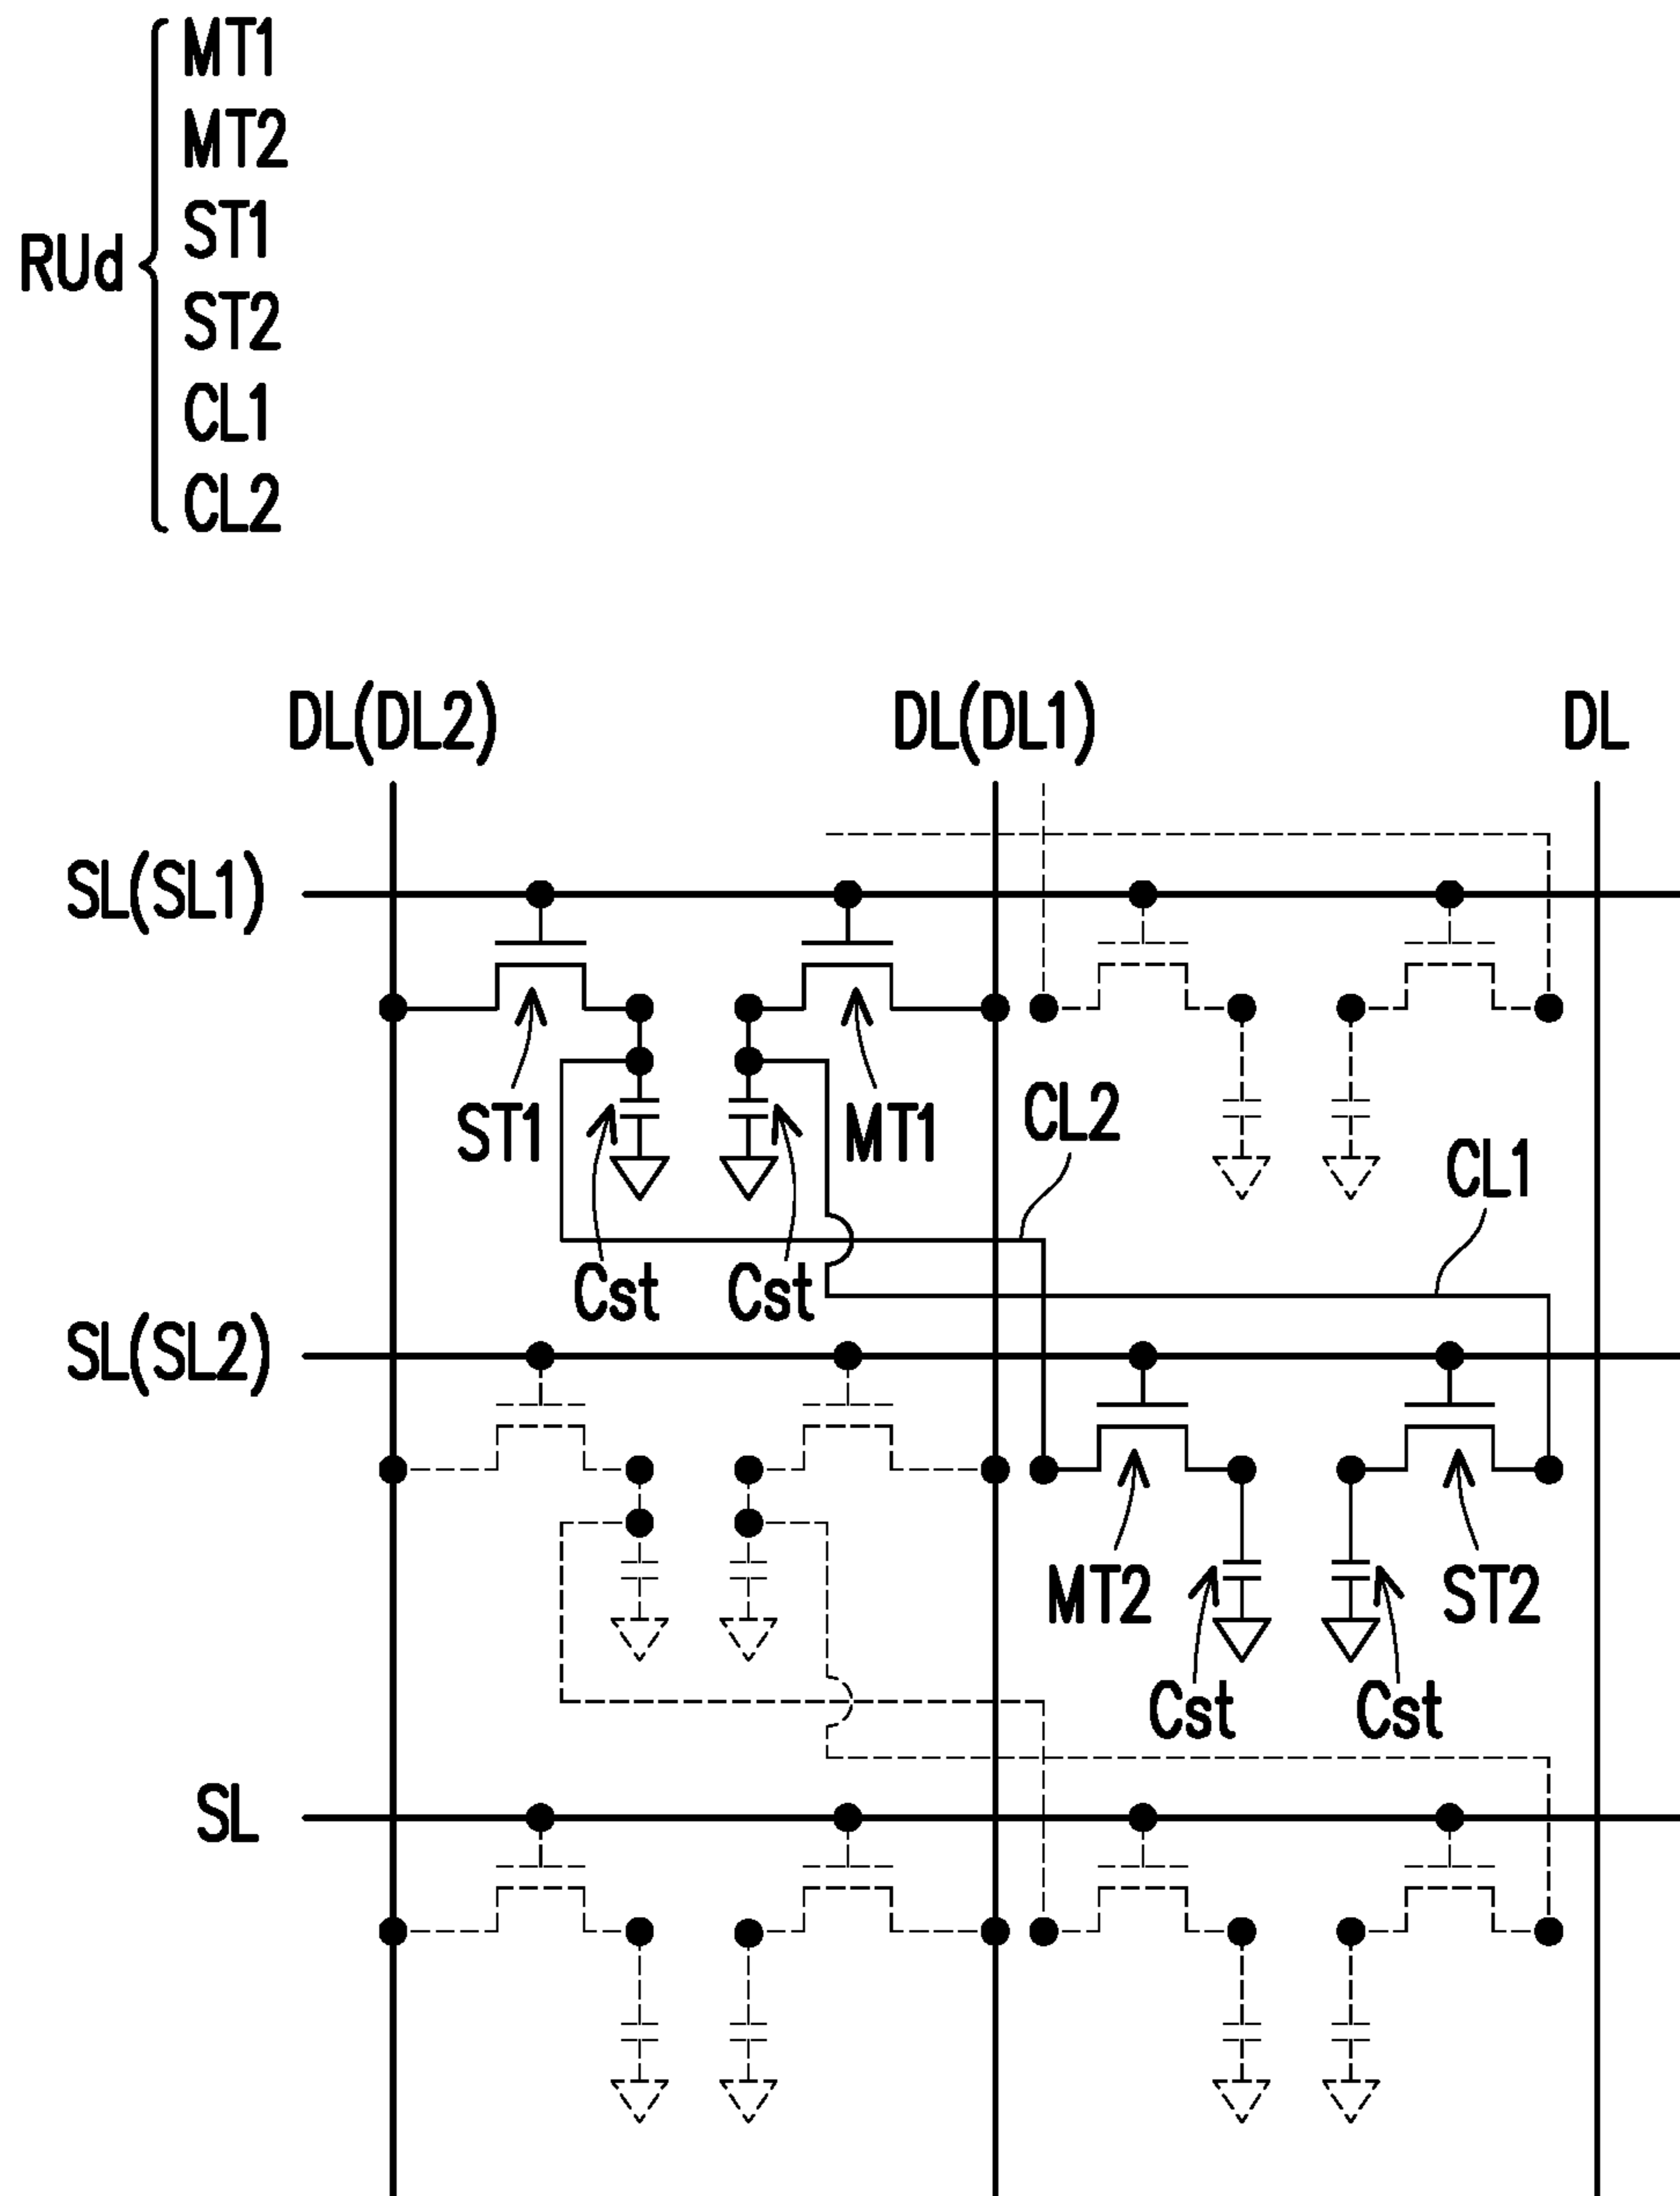 RUd
MT1
MT2
ST1
ST2
CL1
CL2
DL(DL2) DL(DL1) DL
SL(SL1)
ST1 MT1 CL2 CL1
Cst Cst
SL(SL2)
MT2 ST2
Cst Cst
SL